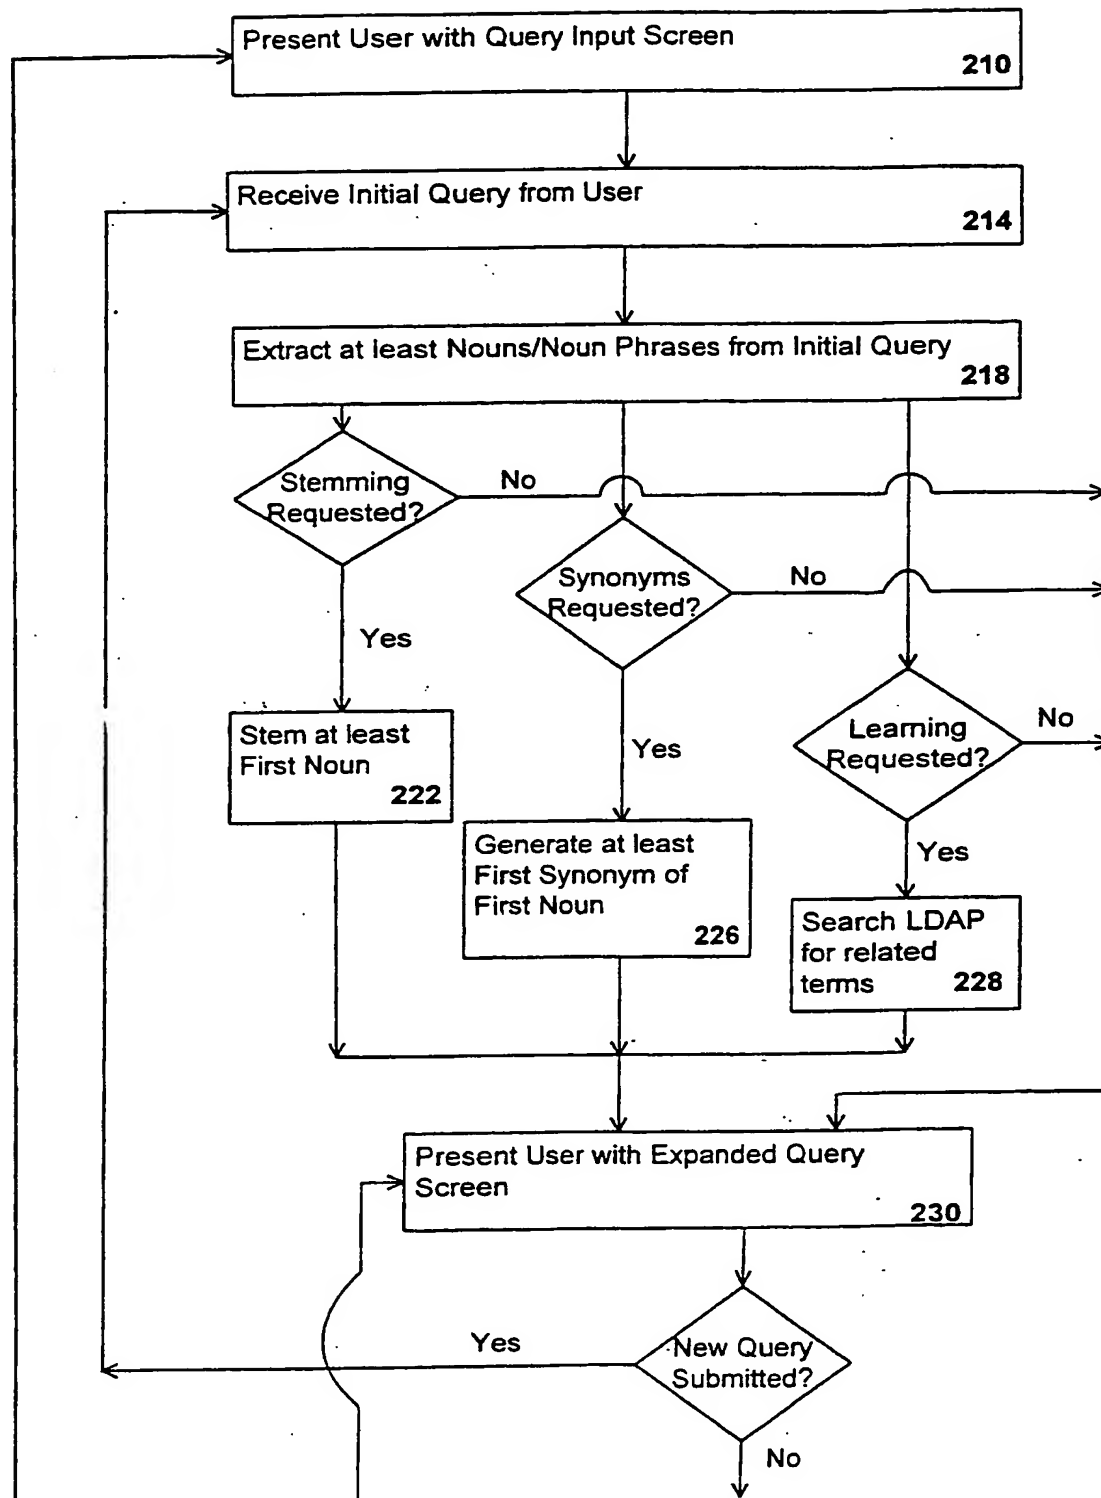 Present User with Query Input Screen
210
Receive Initial Query from User
214
Extract at least Nouns/Noun Phrases from Initial Query
218
Stemming
Requested?
No
Synonyms
Requested?
No
Yes
Learning
Requested?
No
Stem at least
First Noun
222
Yes
Generate at least
First Synonym of
First Noun
226
Yes
Search LDAP
for related
terms 228
Present User with Expanded Query
Screen
230
New Query
Submitted?
Yes
No